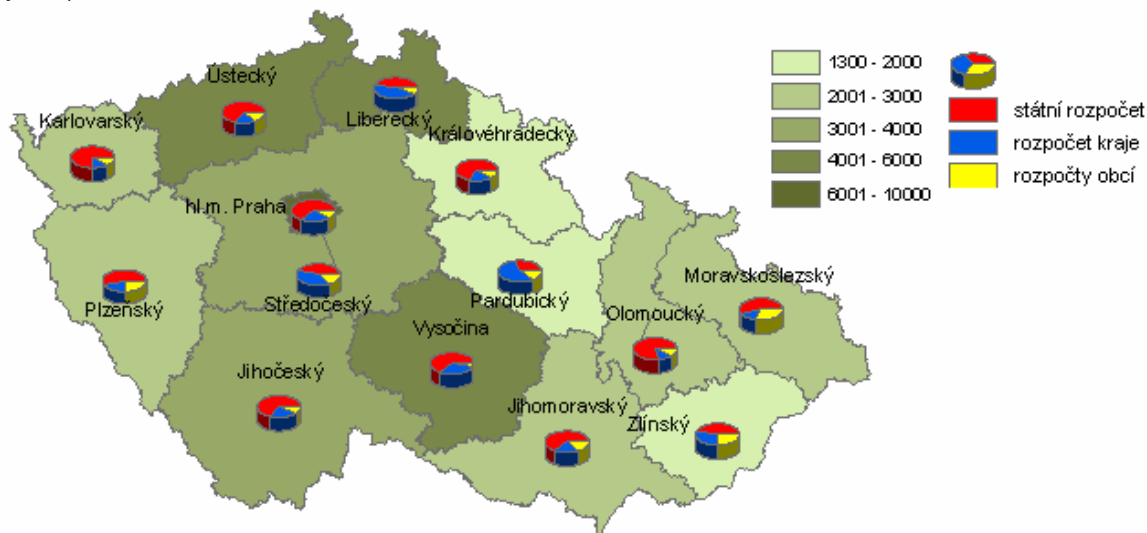 Ústecký
Liberecký
Karlovarský
Královéhrádecký
hl.m. Praha
Plzeňský
Středočeský
Pardubický
Moravskoslezský
Olomoucký
Vysočina
Jihočeský
Jihomoravský
Zlínský
1300 - 2000
2001 - 3000
3001 - 4000
4001 - 6000
6001 - 10000
státní rozpočet
rozpočet kraje
rozpočty obcí